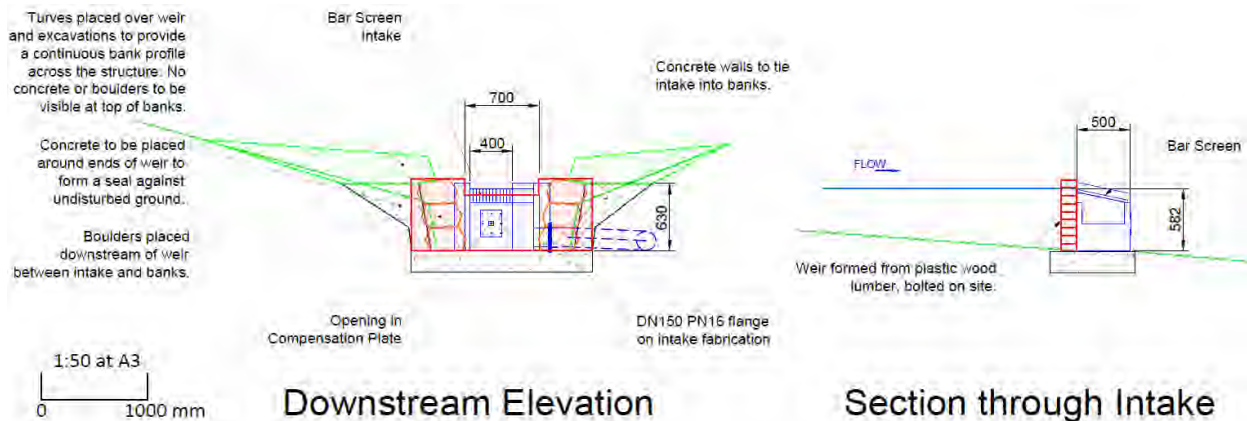 Turves placed over weir
and excavations to provide
a continuous bank profile
across the structure. No
concrete or boulders to be
visible at top of banks.
Concrete to be placed
around ends of weir to
form a seal against
undisturbed ground.
Boulders placed
downstream of weir
between intake and banks.
Bar Screen
Intake
700
400
630
Concrete walls to tie
intake into banks.
Opening in
Compensation Plate
DN150 PN16 flange
on intake fabrication
FLOW
500
Bar Screen
582
Weir formed from plastic wood
lumber, bolted on site.
1:50 at A3
0 1000 mm
Downstream Elevation
Section through Intake